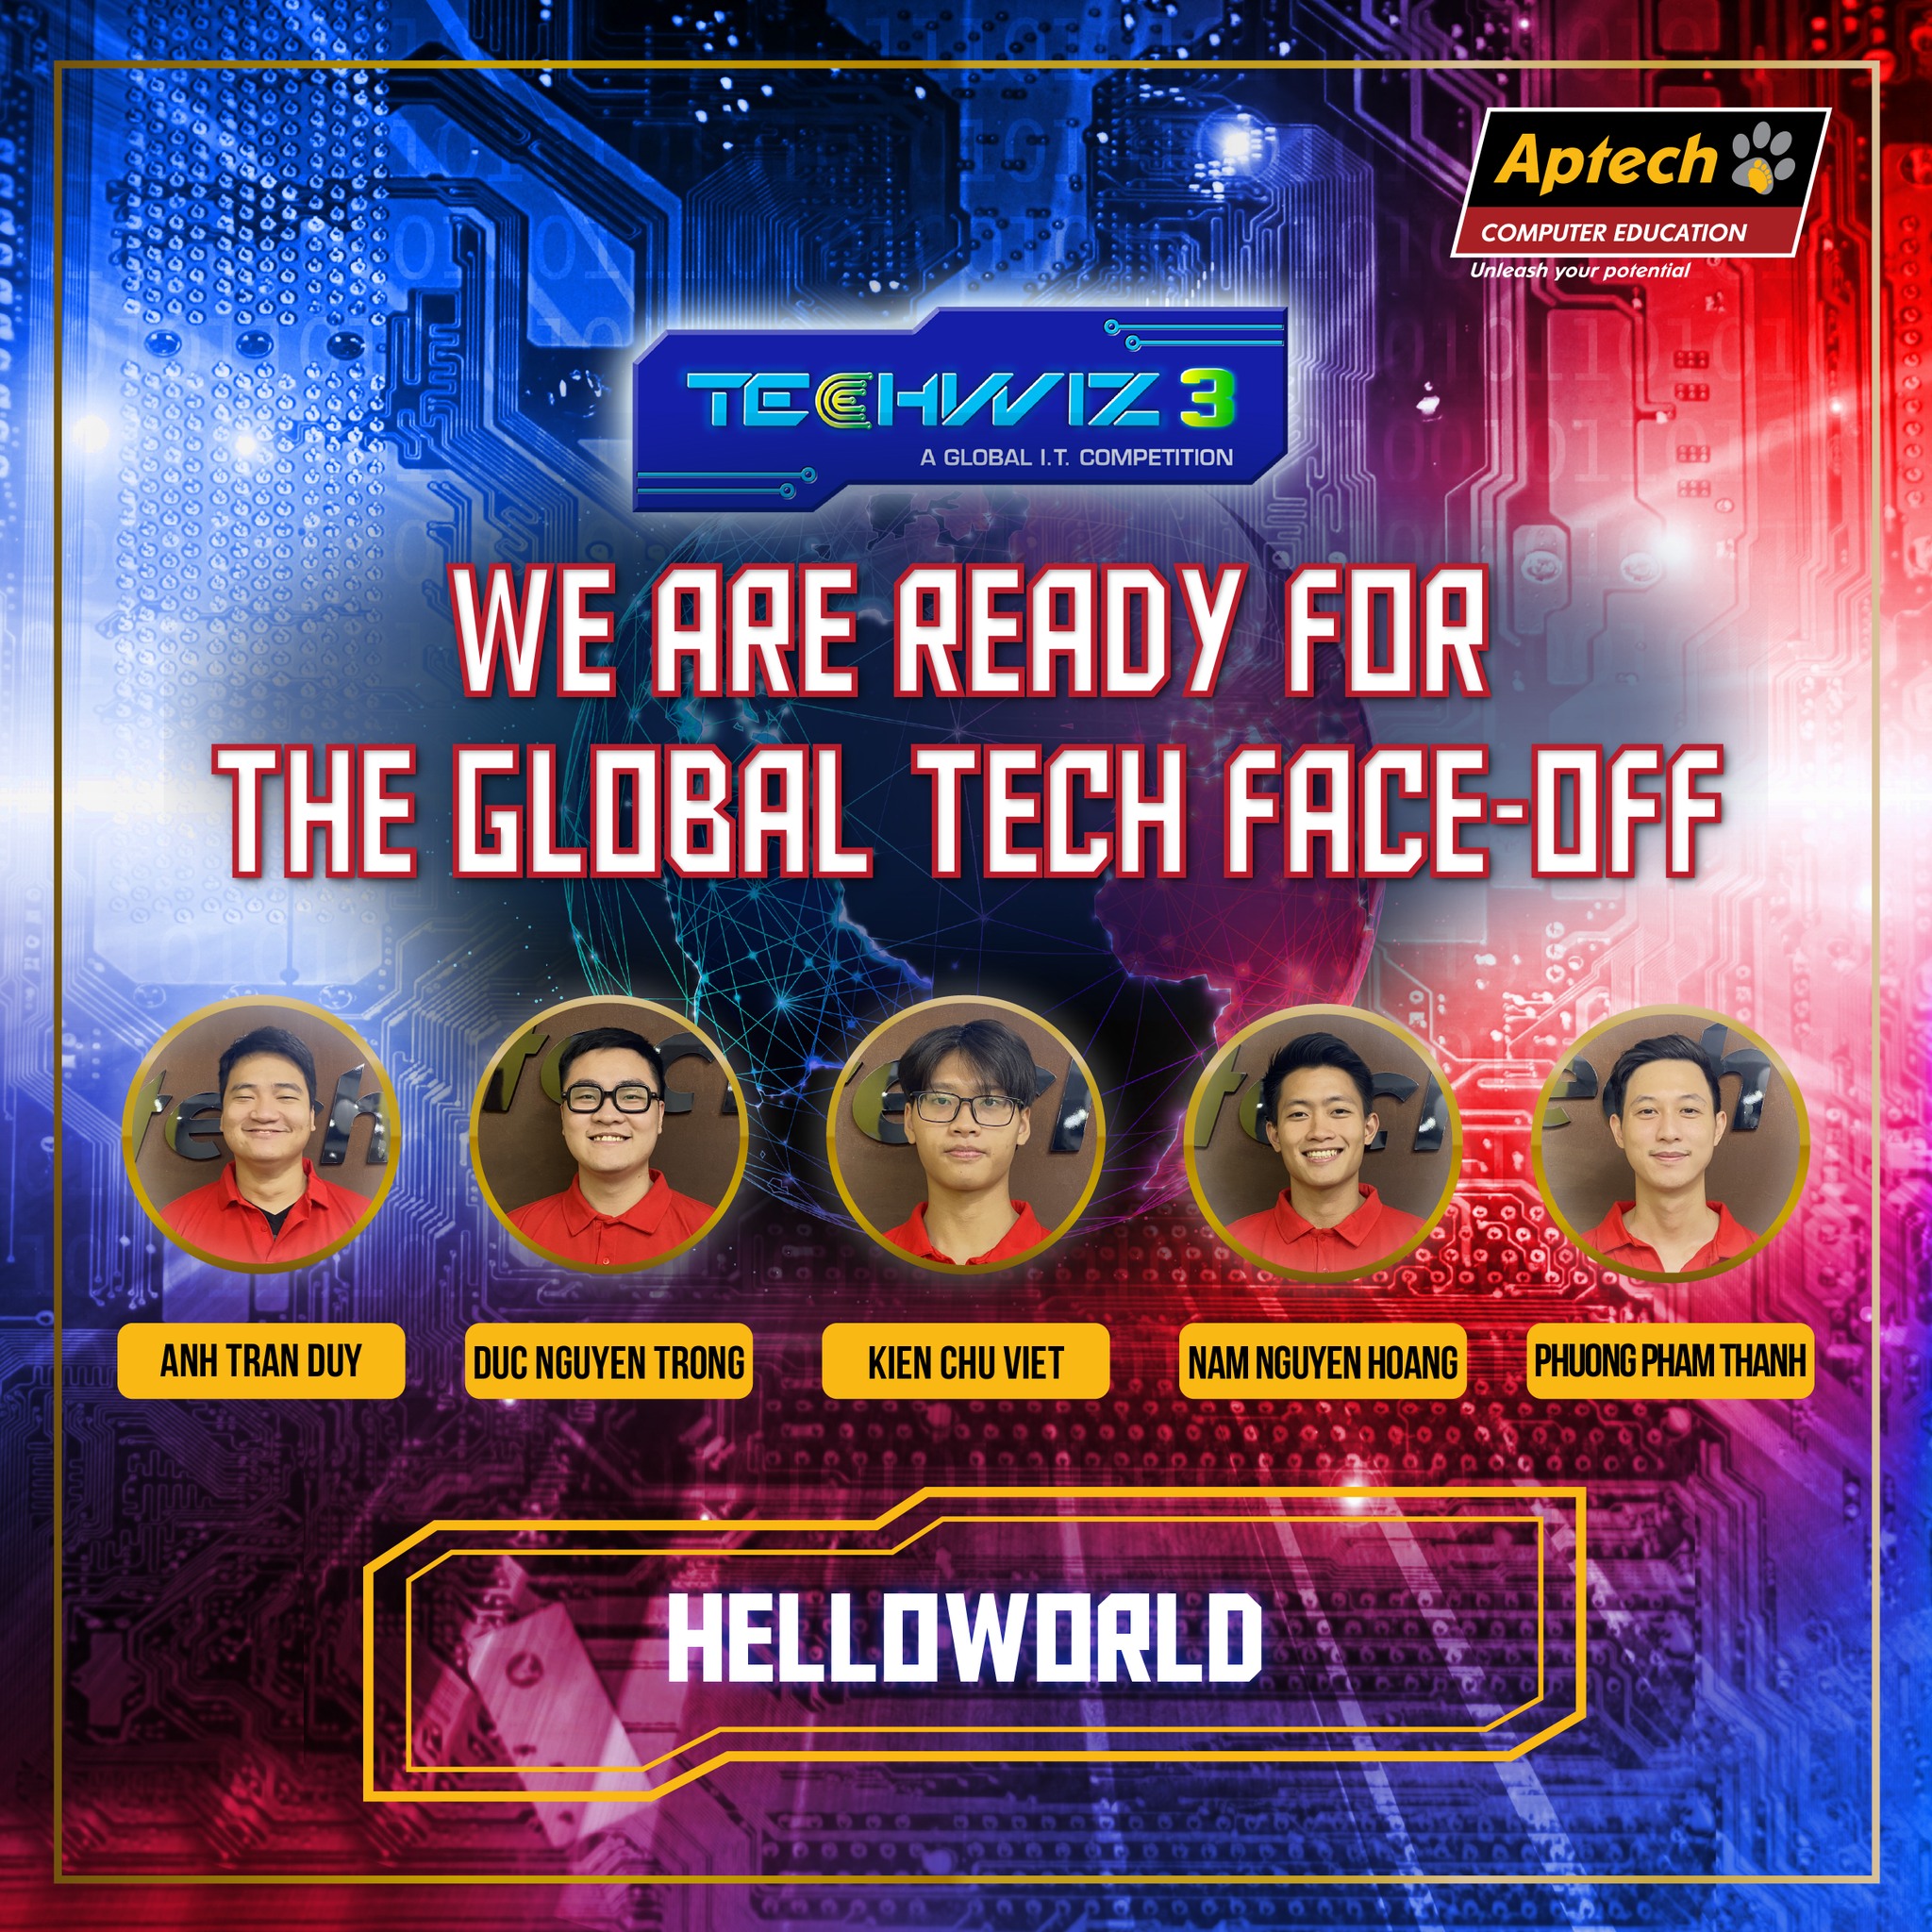 Aptech
COMPUTER EDUCATION
Unleash your potential
TECHWIZ 3
A GLOBAL I.T. COMPETITION
WE ARE READY FOR
THE GLOBAL TECH FACE-OFF
ANH TRAN DUY
DUC NGUYEN TRONG
KIEN CHU VIET
NAM NGUYEN HOANG
PHUONG PHAM THANH
HELLOWORLD